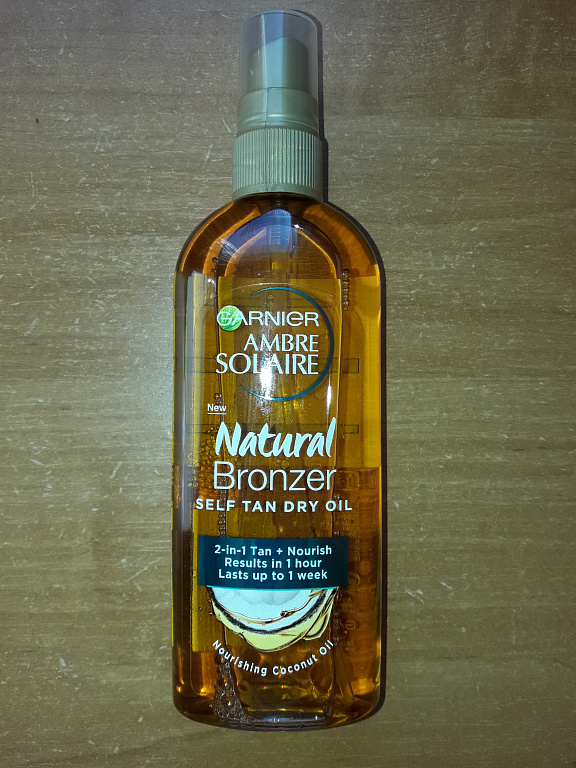 GARNIER
AMBRE
SOLAIRE
New
Natural
Bronzer
SELF TAN DRY OIL
2-in-1 Tan + Nourish
Results in 1 hour
Lasts up to 1 week
Nourishing Coconut Oil